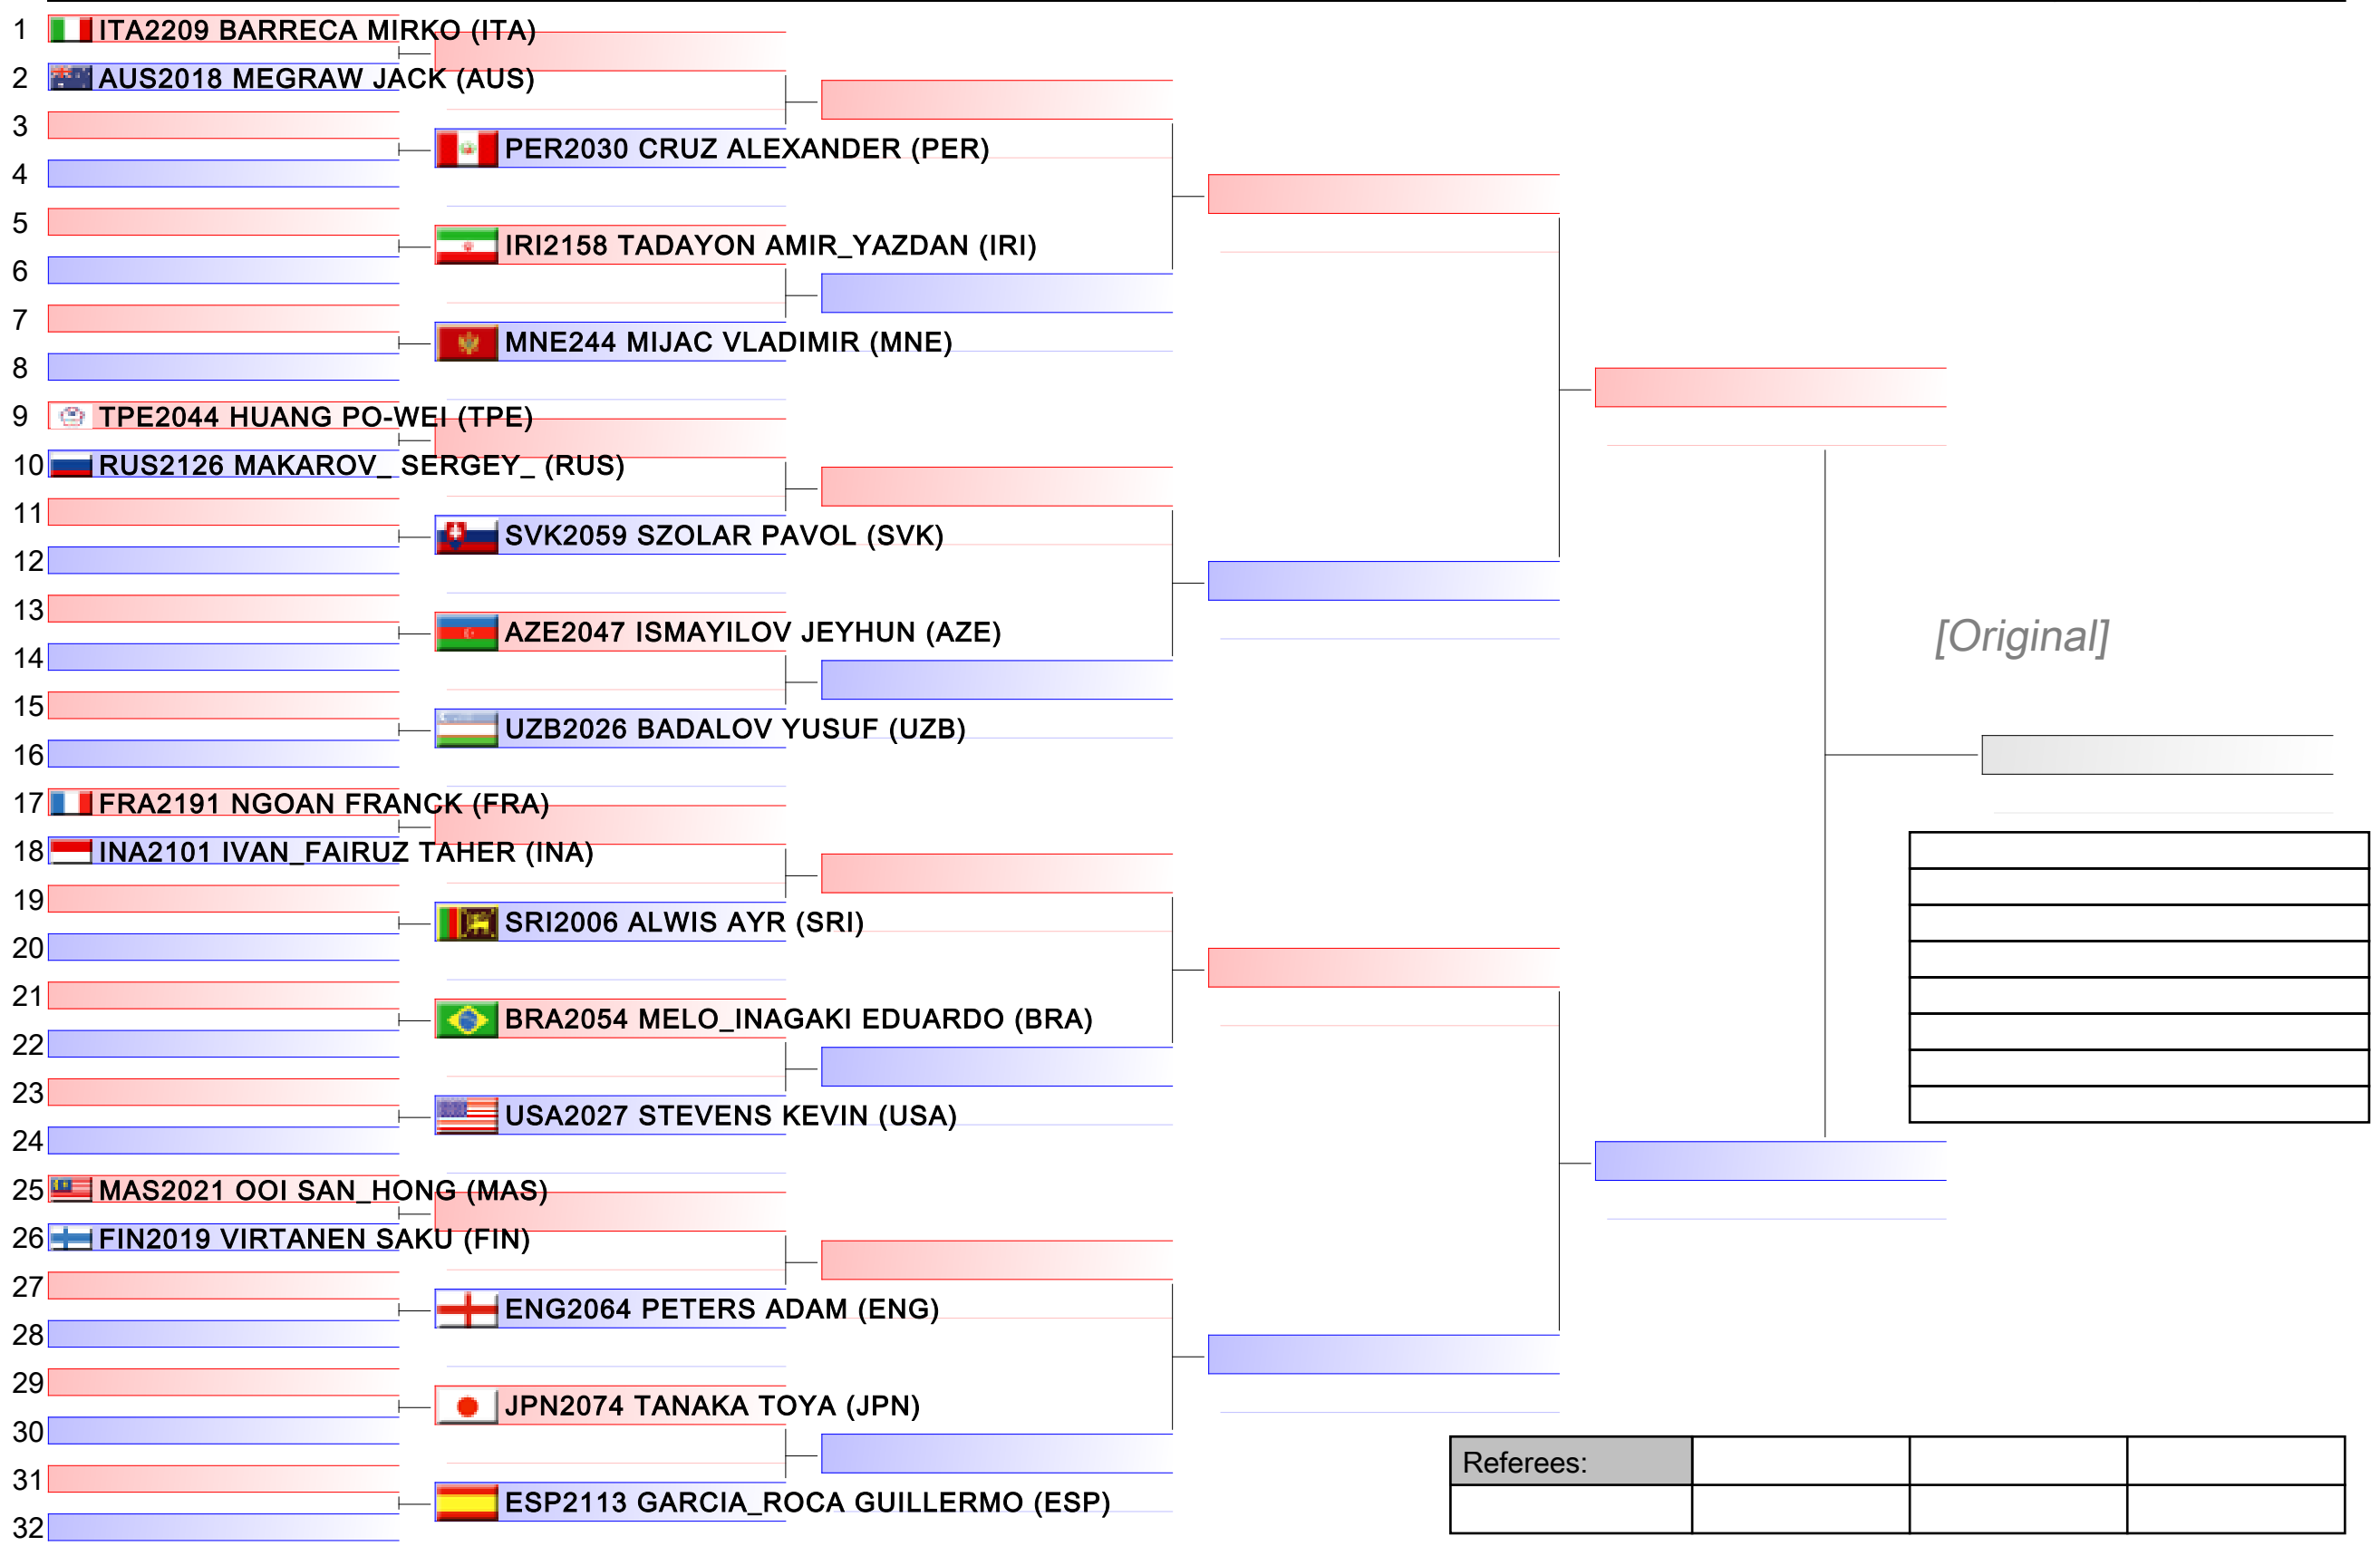 1 ITA2209 BARRECA MIRKO (ITA)
2 AUS2018 MEGRAW JACK (AUS)
3
PER2030 CRUZ ALEXANDER (PER)
4
5
IRI2158 TADAYON AMIR_YAZDAN (IRI)
6
7
MNE244 MIJAC VLADIMIR (MNE)
8
9 TPE2044 HUANG PO-WEI (TPE)
10 RUS2126 MAKAROV_ SERGEY_ (RUS)
11
SVK2059 SZOLAR PAVOL (SVK)
12
13
AZE2047 ISMAYILOV JEYHUN (AZE)
[Original]
14
15
UZB2026 BADALOV YUSUF (UZB)
16
17 FRA2191 NGOAN FRANCK (FRA)
18 INA2101 IVAN_FAIRUZ TAHER (INA)
19
SRI2006 ALWIS AYR (SRI)
20
21
BRA2054 MELO_INAGAKI EDUARDO (BRA)
22
23
USA2027 STEVENS KEVIN (USA)
24
25 MAS2021 OOI SAN_HONG (MAS)
26 FIN2019 VIRTANEN SAKU (FIN)
27
ENG2064 PETERS ADAM (ENG)
28
29
JPN2074 TANAKA TOYA (JPN)
30
31
Referees:
ESP2113 GARCIA_ROCA GUILLERMO (ESP)
32